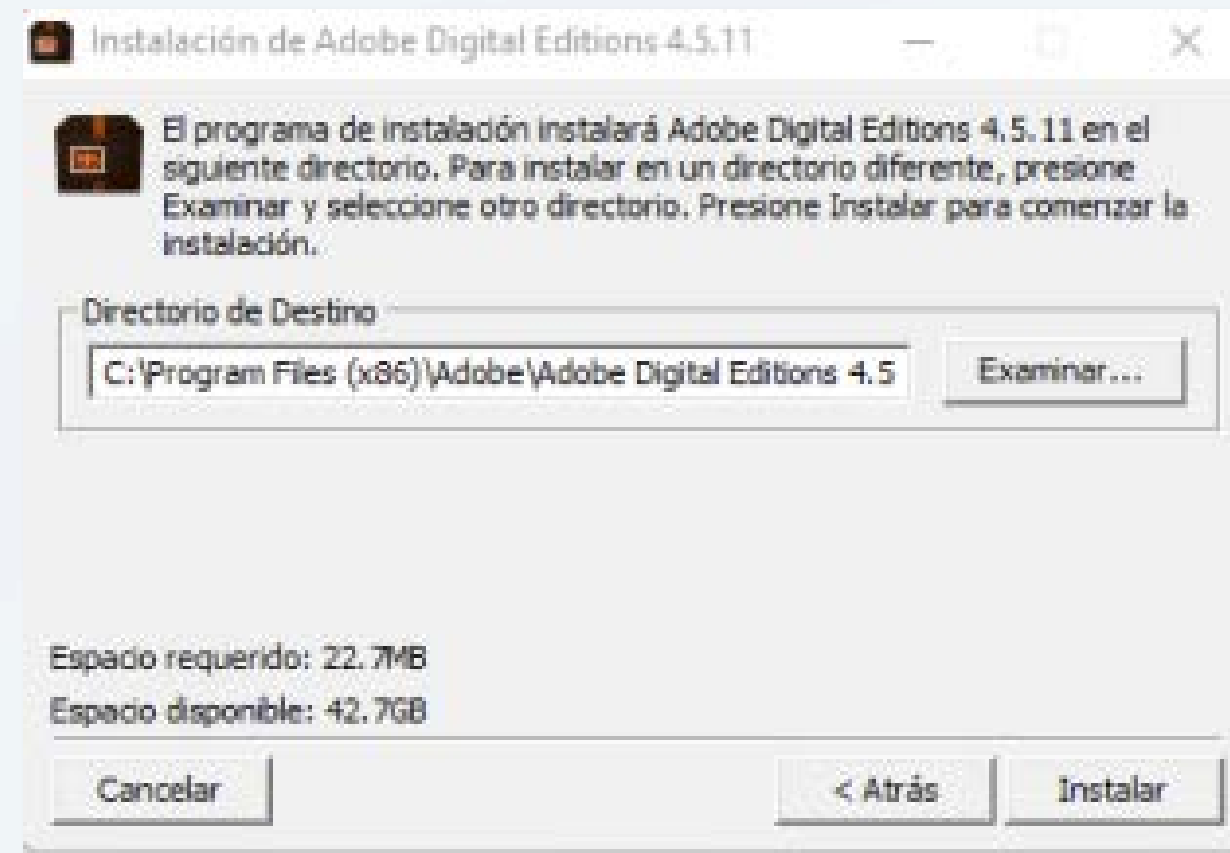 Instalación de Adobe Digital Editions 4.5.11
El programa de instalación instalará Adobe Digital Editions 4.5.11 en el
siguiente directorio. Para instalar en un directorio diferente, presione
Examinar y seleccione otro directorio. Presione Instalar para comenzar la
instalación.
Directorio de Destino
C:\Program Files (x86)\Adobe\Adobe Digital Editions 4.5 Examinar...
Espacio requerido: 22.7MB
Espacio disponible: 42.7GB
Cancelar < Atrás Instalar